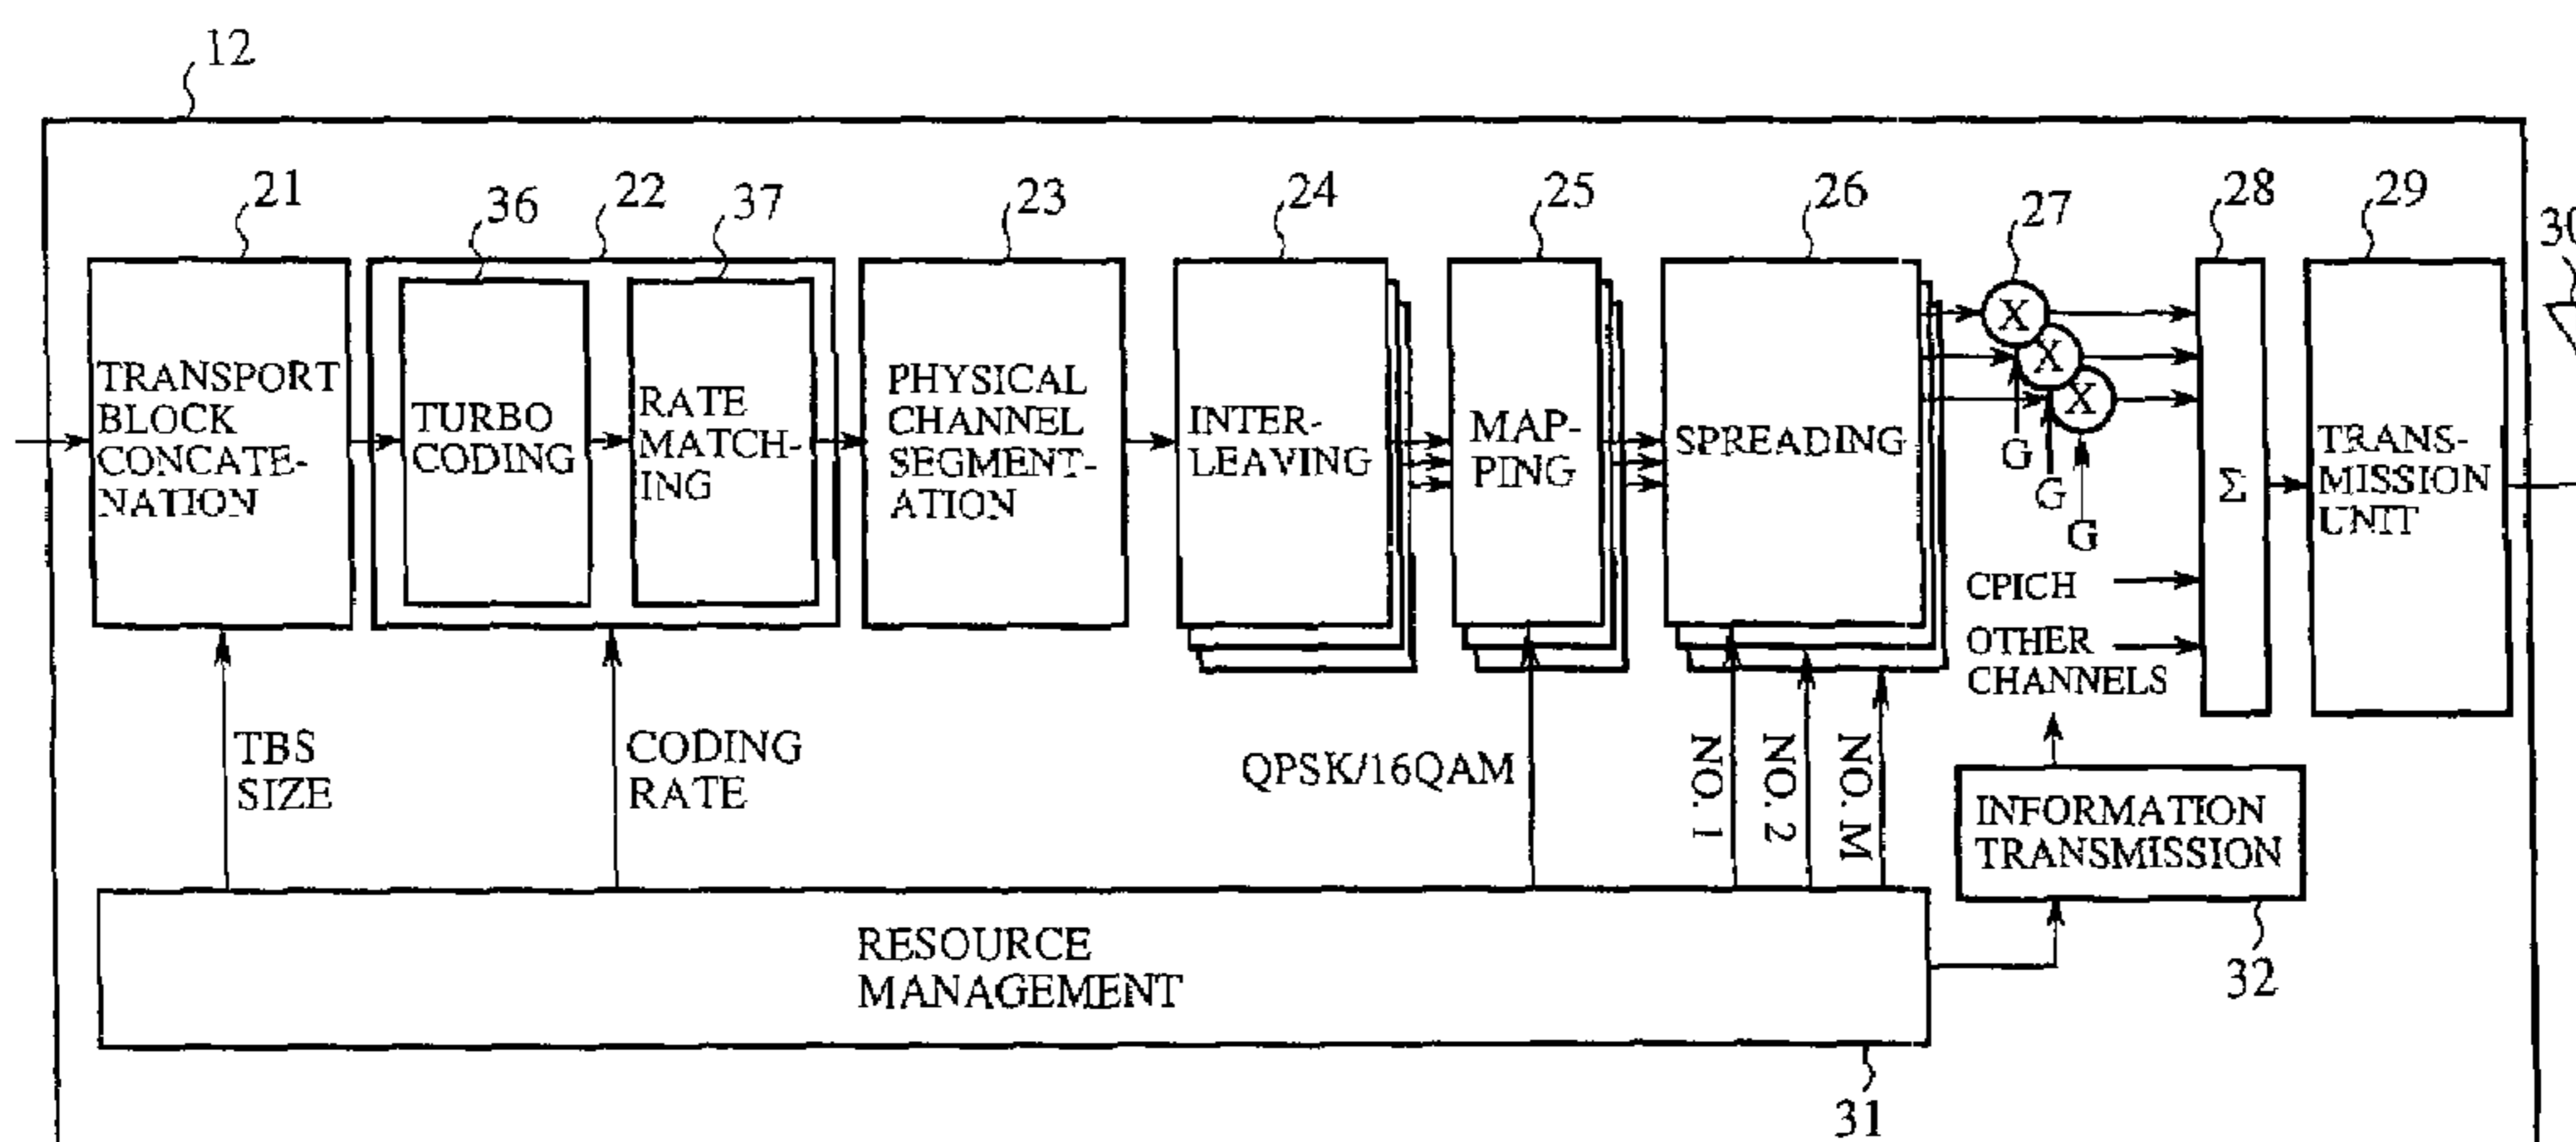 12
21
36
22
37
23
24
25
26
27
28
29
TRANSPORT
BLOCK
CONCATE-
NATION
TURBO
CODING
RATE
MATCH-
ING
PHYSICAL
CHANNEL
SEGMENT-
ATION
INTER-
LEAVING
MAP-
PING
SPREADING
X
X
X
G
G
G
Σ
TRANS-
MISSION
UNIT
CPICH
OTHER
CHANNELS
TBS
SIZE
CODING
RATE
QPSK/16QAM
NO. 1
NO. 2
NO. M
INFORMATION
TRANSMISSION
32
RESOURCE
MANAGEMENT
31